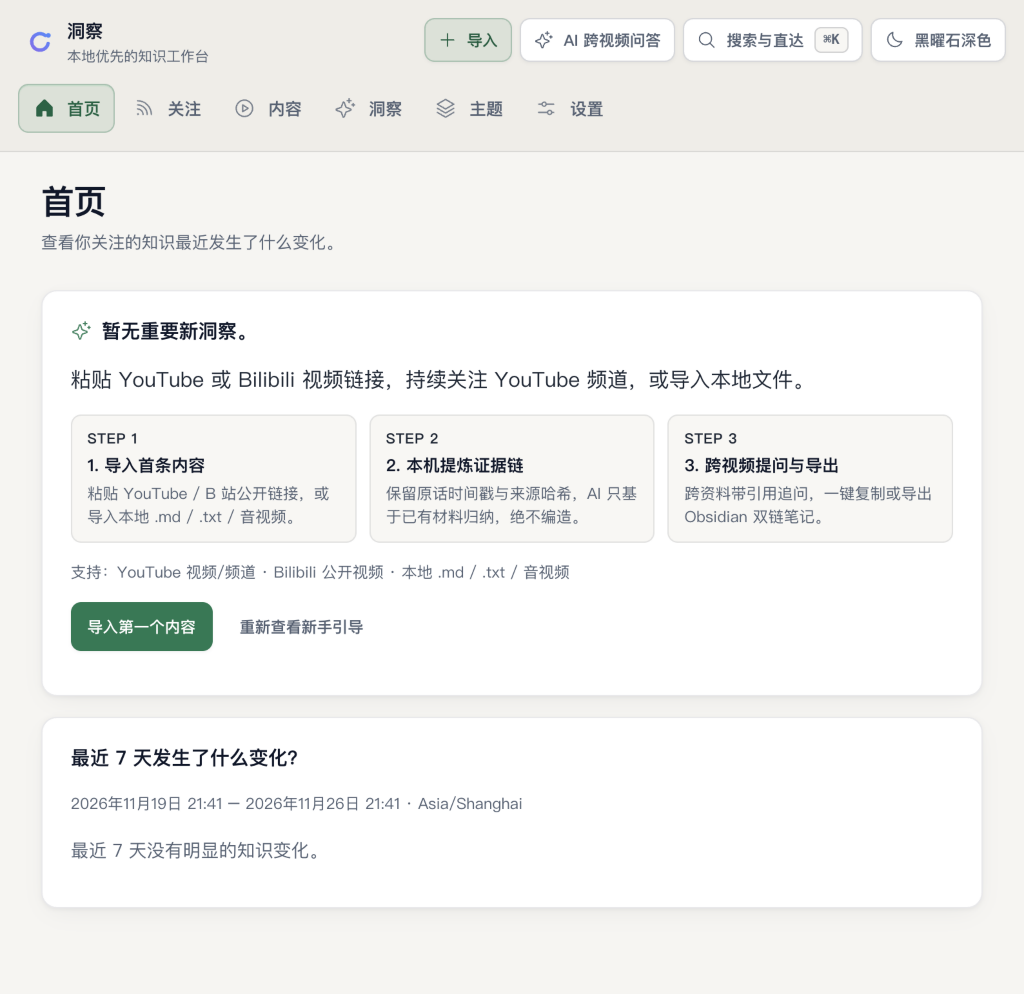 洞察
本地优先的知识工作台
导入
AI 跨视频问答
搜索与直达 ⌘K
黑曜石深色
首页
关注
内容
洞察
主题
设置
首页
查看你关注的知识最近发生了什么变化。
暂无重要新洞察。
粘贴 YouTube 或 Bilibili 视频链接，持续关注 YouTube 频道，或导入本地文件。
STEP 1
1. 导入首条内容
粘贴 YouTube / B 站公开链接，或
导入本地 .md / .txt / 音视频。
STEP 2
2. 本机提炼证据链
保留原话时间戳与来源哈希，AI 只基
于已有材料归纳，绝不编造。
STEP 3
3. 跨视频提问与导出
跨资料带引用追问，一键复制或导出
Obsidian 双链笔记。
支持：YouTube 视频/频道 · Bilibili 公开视频 · 本地 .md / .txt / 音视频
导入第一个内容
重新查看新手引导
最近 7 天发生了什么变化?
2026年11月19日 21:41 — 2026年11月26日 21:41 · Asia/Shanghai
最近 7 天没有明显的知识变化。